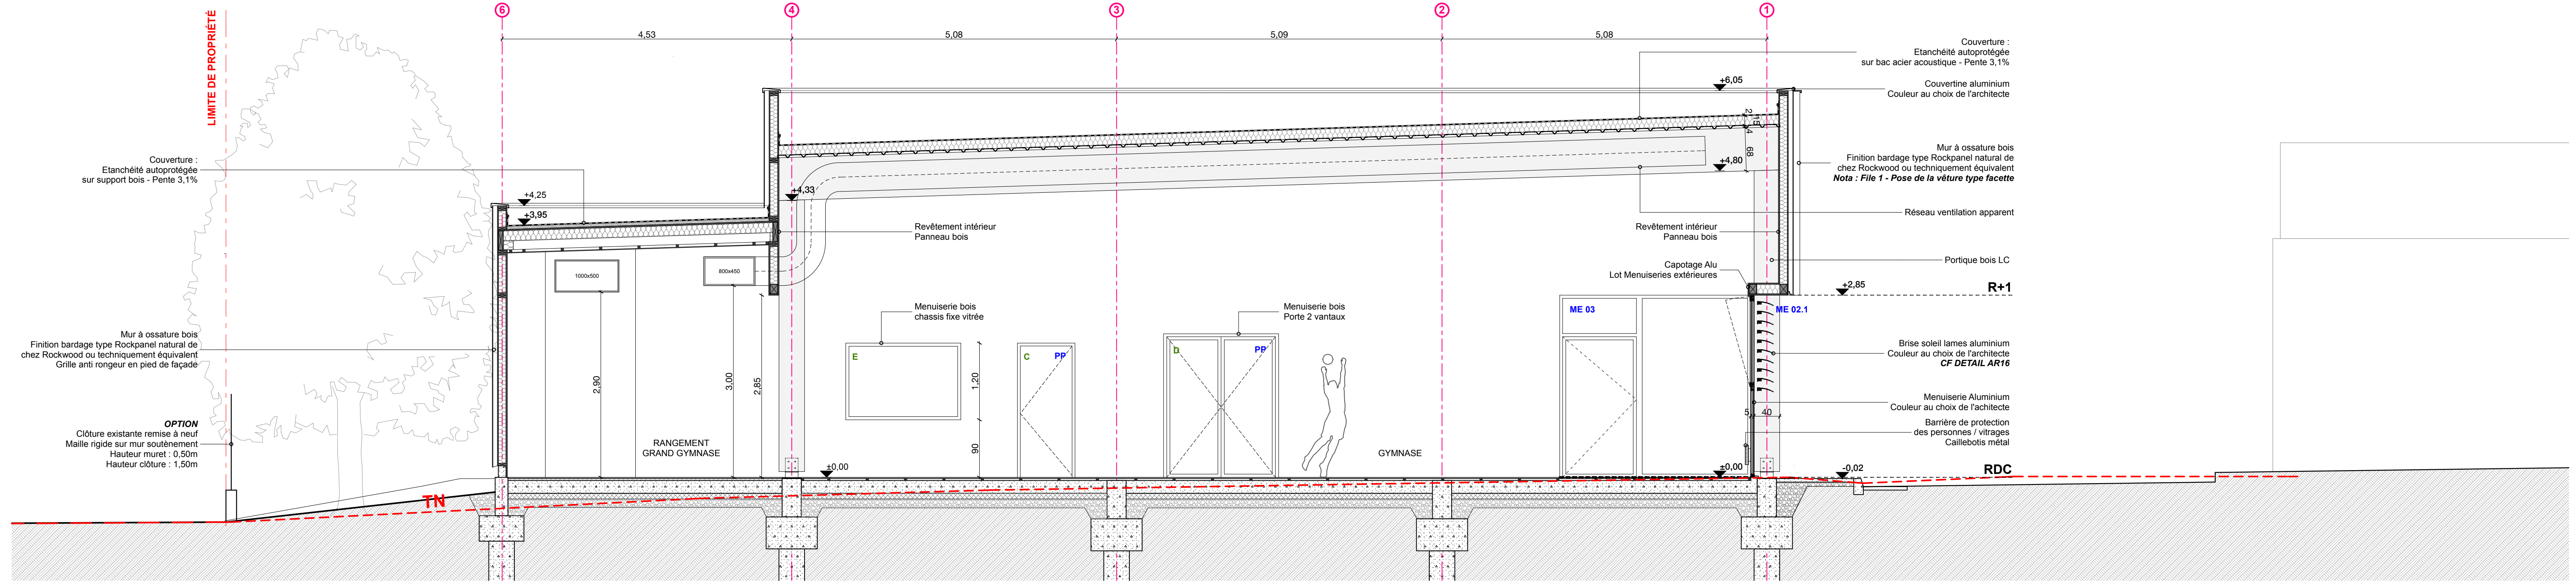 LIMITE DE PROPRIÉTÉ
6
4
3
2
1
4,53
5,08
5,09
5,08
Couverture :
Etanchéité autoprotégée
sur bac acier acoustique - Pente 3,1%
Couvertine aluminium
Couleur au choix de l'architecte
+6,05
Mur à ossature bois
Finition bardage type Rockpanel natural de
chez Rockwood ou techniquement équivalent
Nota : File 1 - Pose de la vêture type facette
68
+4,80
Couverture :
Etanchéité autoprotégée
sur support bois - Pente 3,1%
+4,25
+3,95
+4,33
Réseau ventilation apparent
Revêtement intérieur
Panneau bois
Revêtement intérieur
Panneau bois
Portique bois LC
Capotage Alu
Lot Menuiseries extérieures
1000x500
800x450
+2,85
R+1
Menuiserie bois
chassis fixe vitrée
Menuiserie bois
Porte 2 vantaux
ME 03
ME 02.1
Mur à ossature bois
Finition bardage type Rockpanel natural de
chez Rockwood ou techniquement équivalent
Grille anti rongeur en pied de façade
Brise soleil lames aluminium
Couleur au choix de l'architecte
CF DETAIL AR16
E
C
PP
D
PP
2,90
3,00
2,85
1,20
90
Menuiserie Aluminium
Couleur au choix de l'achitecte
5
40
Barrière de protection
des personnes / vitrages
Caillebotis métal
OPTION
Clôture existante remise à neuf
Maille rigide sur mur soutènement
Hauteur muret : 0,50m
Hauteur clôture : 1,50m
RANGEMENT
GRAND GYMNASE
GYMNASE
±0,00
±0,00
-0,02
RDC
TN